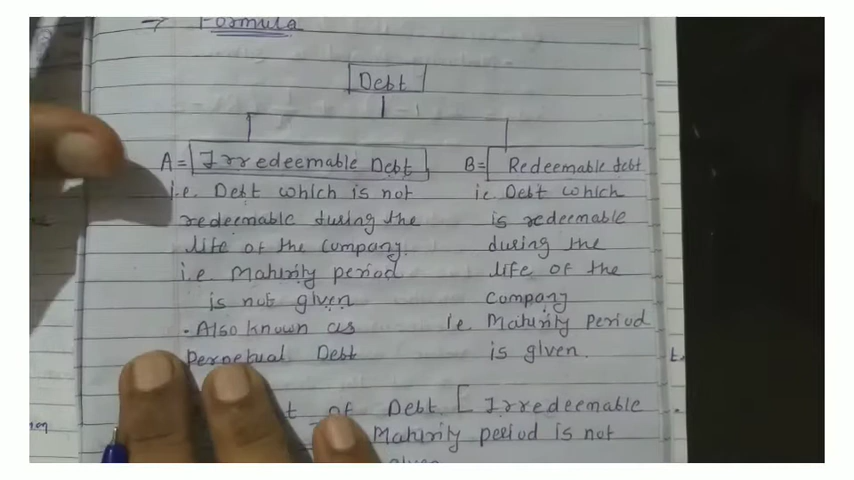 → Formula
Debt
A = Irredeemable Debt
i.e. Debt which is not
redeemable during the
life of the company.
i.e. Maturity period
is not given
. Also known as
Perpetual Debt
B = Redeemable debt
ie. Debt which
is redeemable
during the
life of the
Company
ie. Maturity Period
is given.
of Debt [ Irredeemable
Maturity period is not